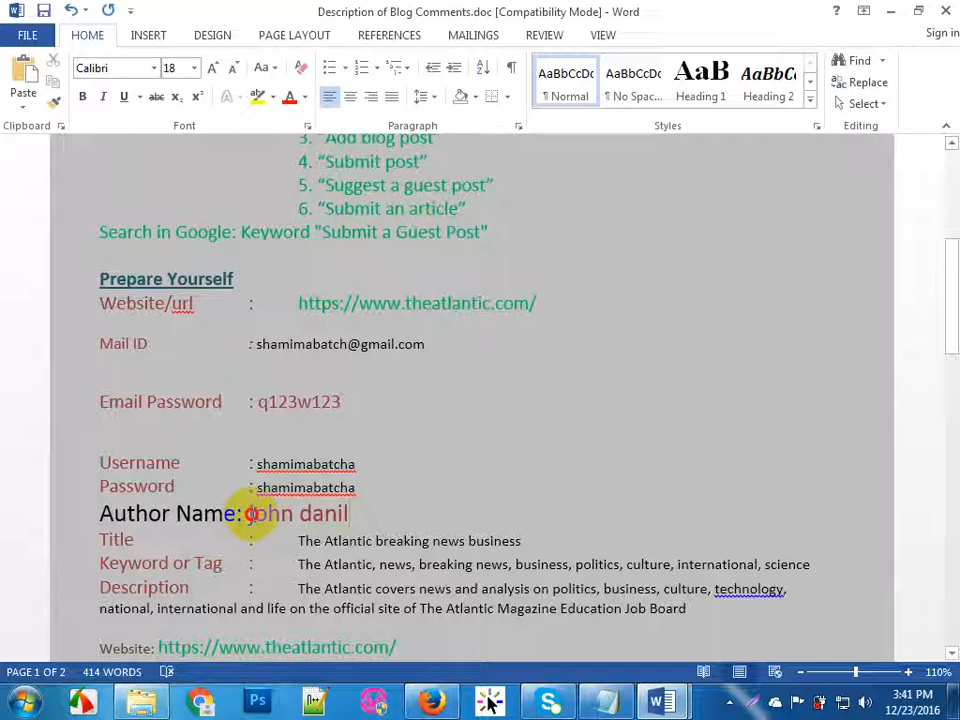 Description of Blog Comments.doc [Compatibility Mode] - Word
?
FILE HOME INSERT DESIGN PAGE LAYOUT REFERENCES MAILINGS REVIEW VIEW Sign in
Paste
Calibri 18 Aa
B I U abc x₂ x² A A
AaBbCcDc AaBbCcDc AaB AaBbC
¶ Normal ¶ No Spac... Heading 1 Heading 2
Find
Replace
Select
Clipboard Font Paragraph Styles Editing
3. "Add blog post"
4. “Submit post”
5. “Suggest a guest post”
6. “Submit an article”
Search in Google: Keyword "Submit a Guest Post"
Prepare Yourself
Website/url : https://www.theatlantic.com/
Mail ID : shamimabatch@gmail.com
Email Password : q123w123
Username : shamimabatcha
Password : shamimabatcha
Author Name: john danil
Title : The Atlantic breaking news business
Keyword or Tag : The Atlantic, news, breaking news, business, politics, culture, international, science
Description : The Atlantic covers news and analysis on politics, business, culture, technology,
national, international and life on the official site of The Atlantic Magazine Education Job Board
Website: https://www.theatlantic.com/
PAGE 1 OF 2 414 WORDS 110%
Ps
3:41 PM
12/23/2016